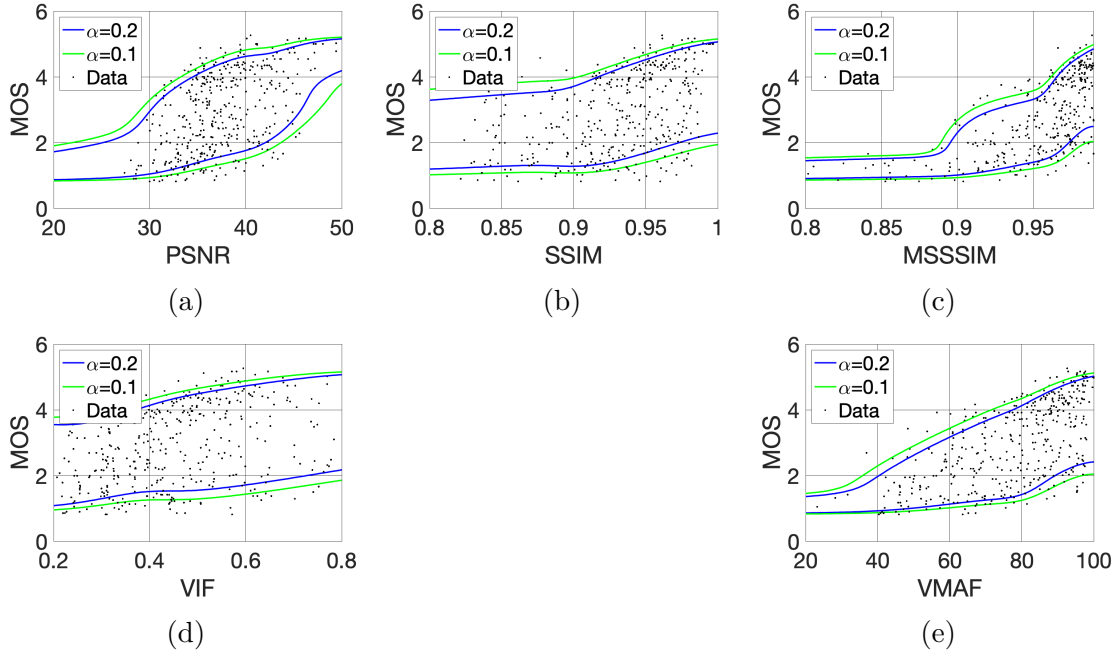 6
4
2
0
MOS
α=0.2
α=0.1
Data
20 30 40 50
PSNR
(a)
6
4
2
0
MOS
α=0.2
α=0.1
Data
0.8 0.85 0.9 0.95 1
SSIM
(b)
6
4
2
0
MOS
α=0.2
α=0.1
Data
0.8 0.85 0.9 0.95
MSSSIM
(c)
6
4
2
0
MOS
α=0.2
α=0.1
Data
0.2 0.4 0.6 0.8
VIF
(d)
6
4
2
0
MOS
α=0.2
α=0.1
Data
20 40 60 80 100
VMAF
(e)